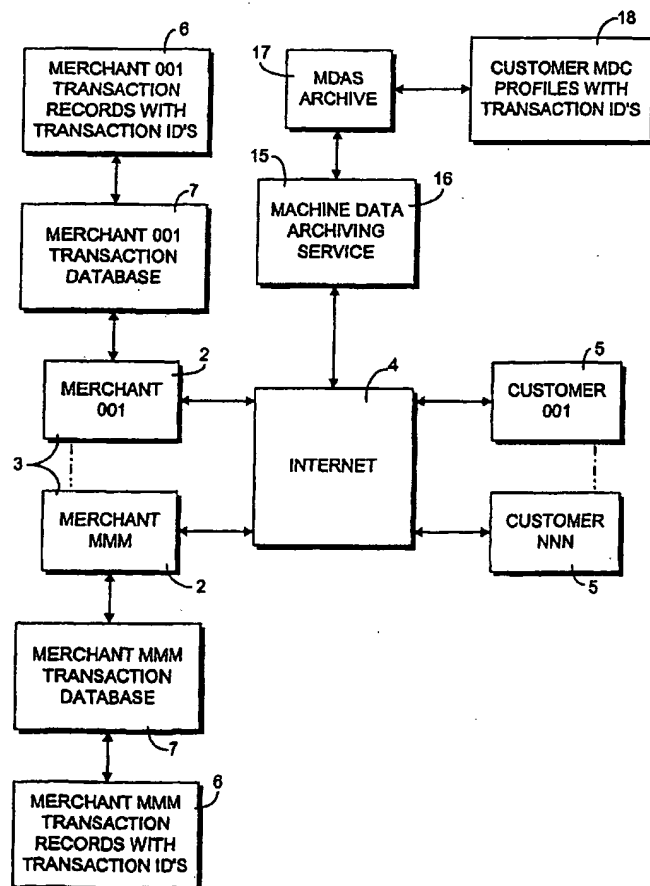 6
MERCHANT 001
TRANSACTION
RECORDS WITH
TRANSACTION ID'S
17
MDAS
ARCHIVE
18
CUSTOMER MDC
PROFILES WITH
TRANSACTION ID'S
7
MERCHANT 001
TRANSACTION
DATABASE
15
16
MACHINE DATA
ARCHIVING
SERVICE
2
MERCHANT
001
4
INTERNET
5
CUSTOMER
001
3
MERCHANT
MMM
2
CUSTOMER
NNN
5
MERCHANT MMM
TRANSACTION
DATABASE
7
6
MERCHANT MMM
TRANSACTION
RECORDS WITH
TRANSACTION ID'S